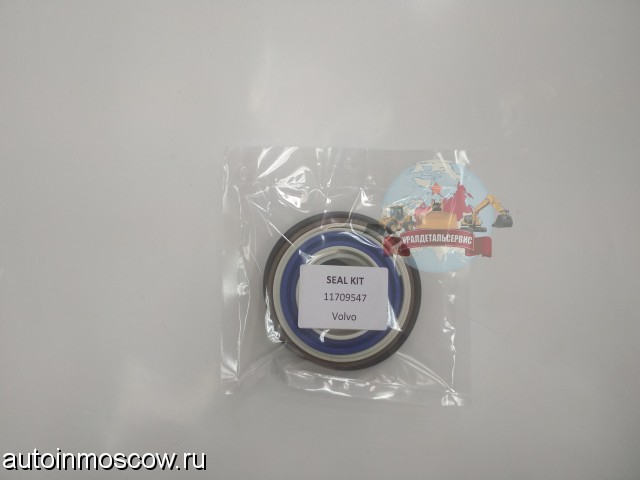 УРАЛДЕТАЛЬСЕРВИС
SEAL KIT
11709547
Volvo
autoinmoscow.ru